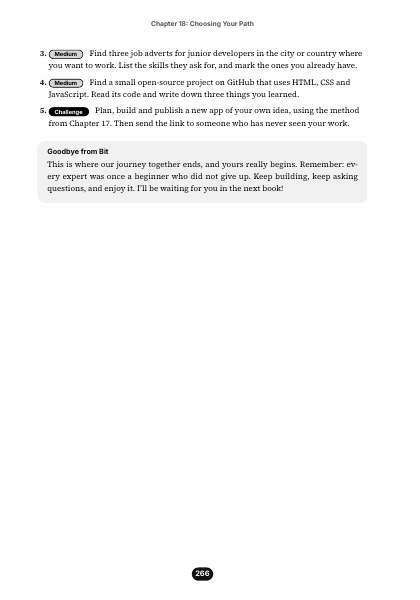 Chapter 18: Choosing Your Path
3. Medium Find three job adverts for junior developers in the city or country where
you want to work. List the skills they ask for, and mark the ones you already have.
4. Medium Find a small open-source project on GitHub that uses HTML, CSS and
JavaScript. Read its code and write down three things you learned.
5. Challenge Plan, build and publish a new app of your own idea, using the method
from Chapter 17. Then send the link to someone who has never seen your work.
Goodbye from Bit
This is where our journey together ends, and yours really begins. Remember: ev-
ery expert was once a beginner who did not give up. Keep building, keep asking
questions, and enjoy it. I'll be waiting for you in the next book!
266